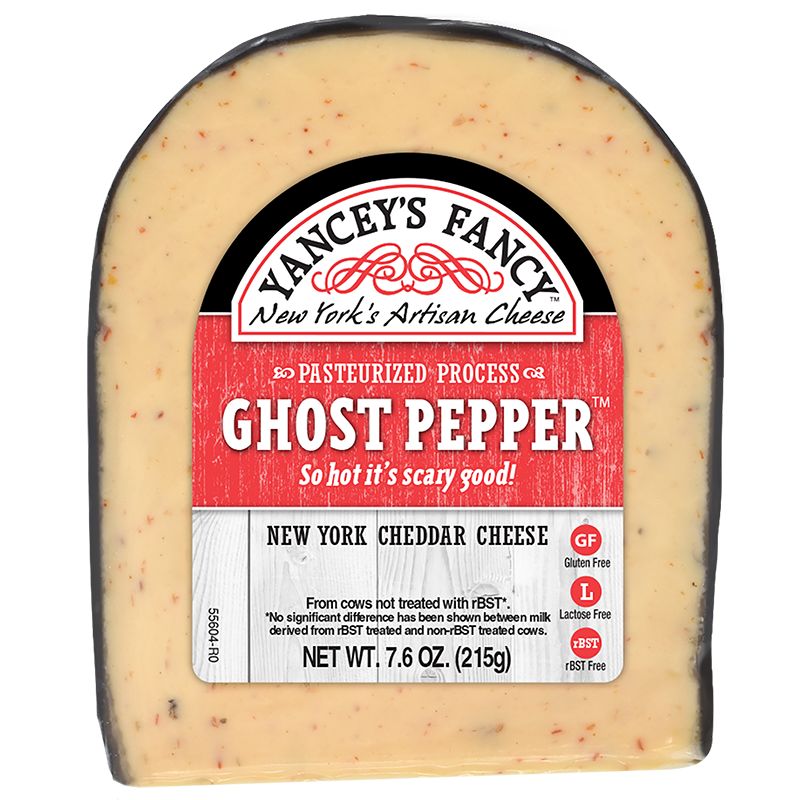 YANCEY'S FANCY™
New York's Artisan Cheese
PASTEURIZED PROCESS
GHOST PEPPER™
So hot it's scary good!
NEW YORK CHEDDAR CHEESE
GF
Gluten Free
L
Lactose Free
rBST
rBST Free
From cows not treated with rBST*.
*No significant difference has been shown between milk
derived from rBST treated and non-rBST treated cows.
NET WT. 7.6 OZ. (215g)
55604-R0